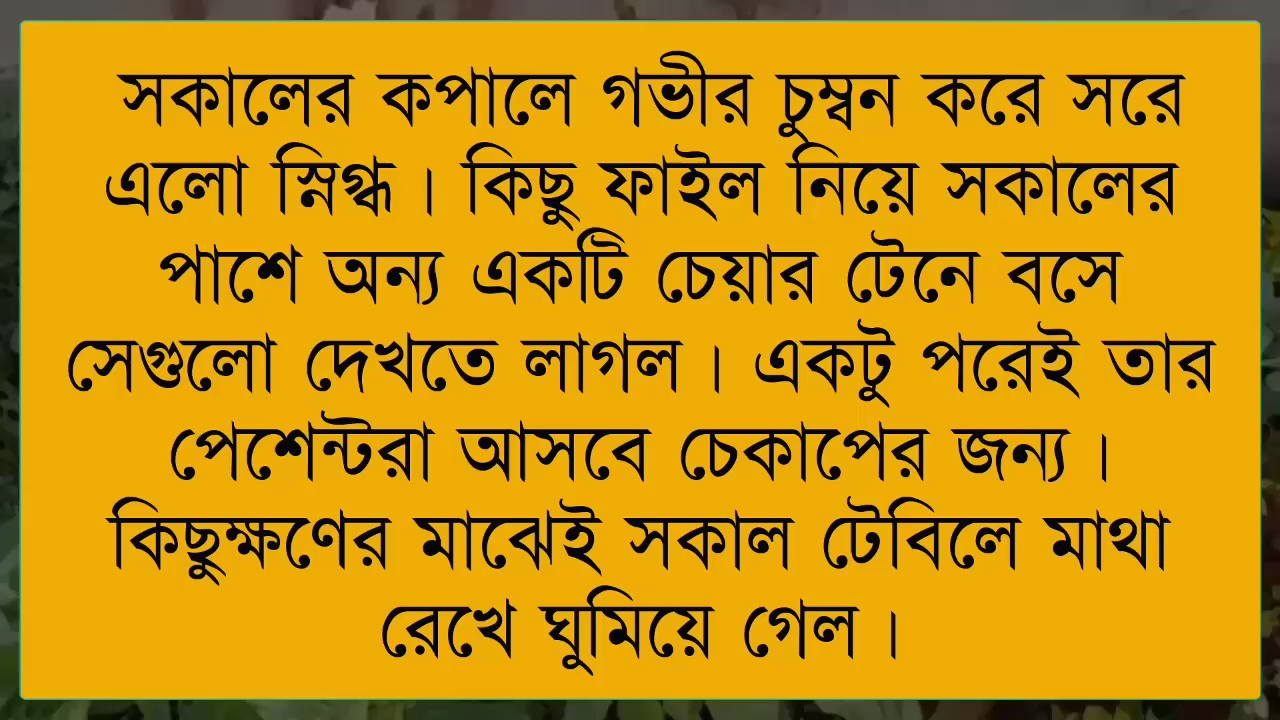 সকালের কপালে গভীর চুম্বন করে সরে
এলো স্নিগ্ধ । কিছু ফাইল নিয়ে সকালের
পাশে অন্য একটি চেয়ার টেনে বসে
সেগুলো দেখতে লাগল । একটু পরেই তার
পেশেন্টরা আসবে চেকাপের জন্য ।
কিছুক্ষণের মাঝেই সকাল টেবিলে মাথা
রেখে ঘুমিয়ে গেল ।